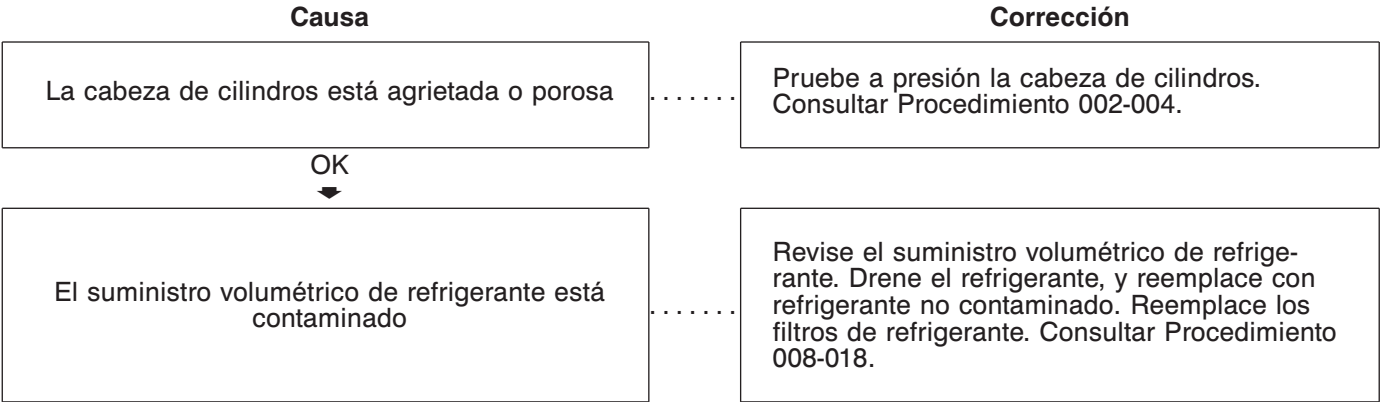 Causa
Corrección
La cabeza de cilindros está agrietada o porosa
.......
Pruebe a presión la cabeza de cilindros.
Consultar Procedimiento 002-004.
OK
El suministro volumétrico de refrigerante está
contaminado
.......
Revise el suministro volumétrico de refrige-
rante. Drene el refrigerante, y reemplace con
refrigerante no contaminado. Reemplace los
filtros de refrigerante. Consultar Procedimiento
008-018.